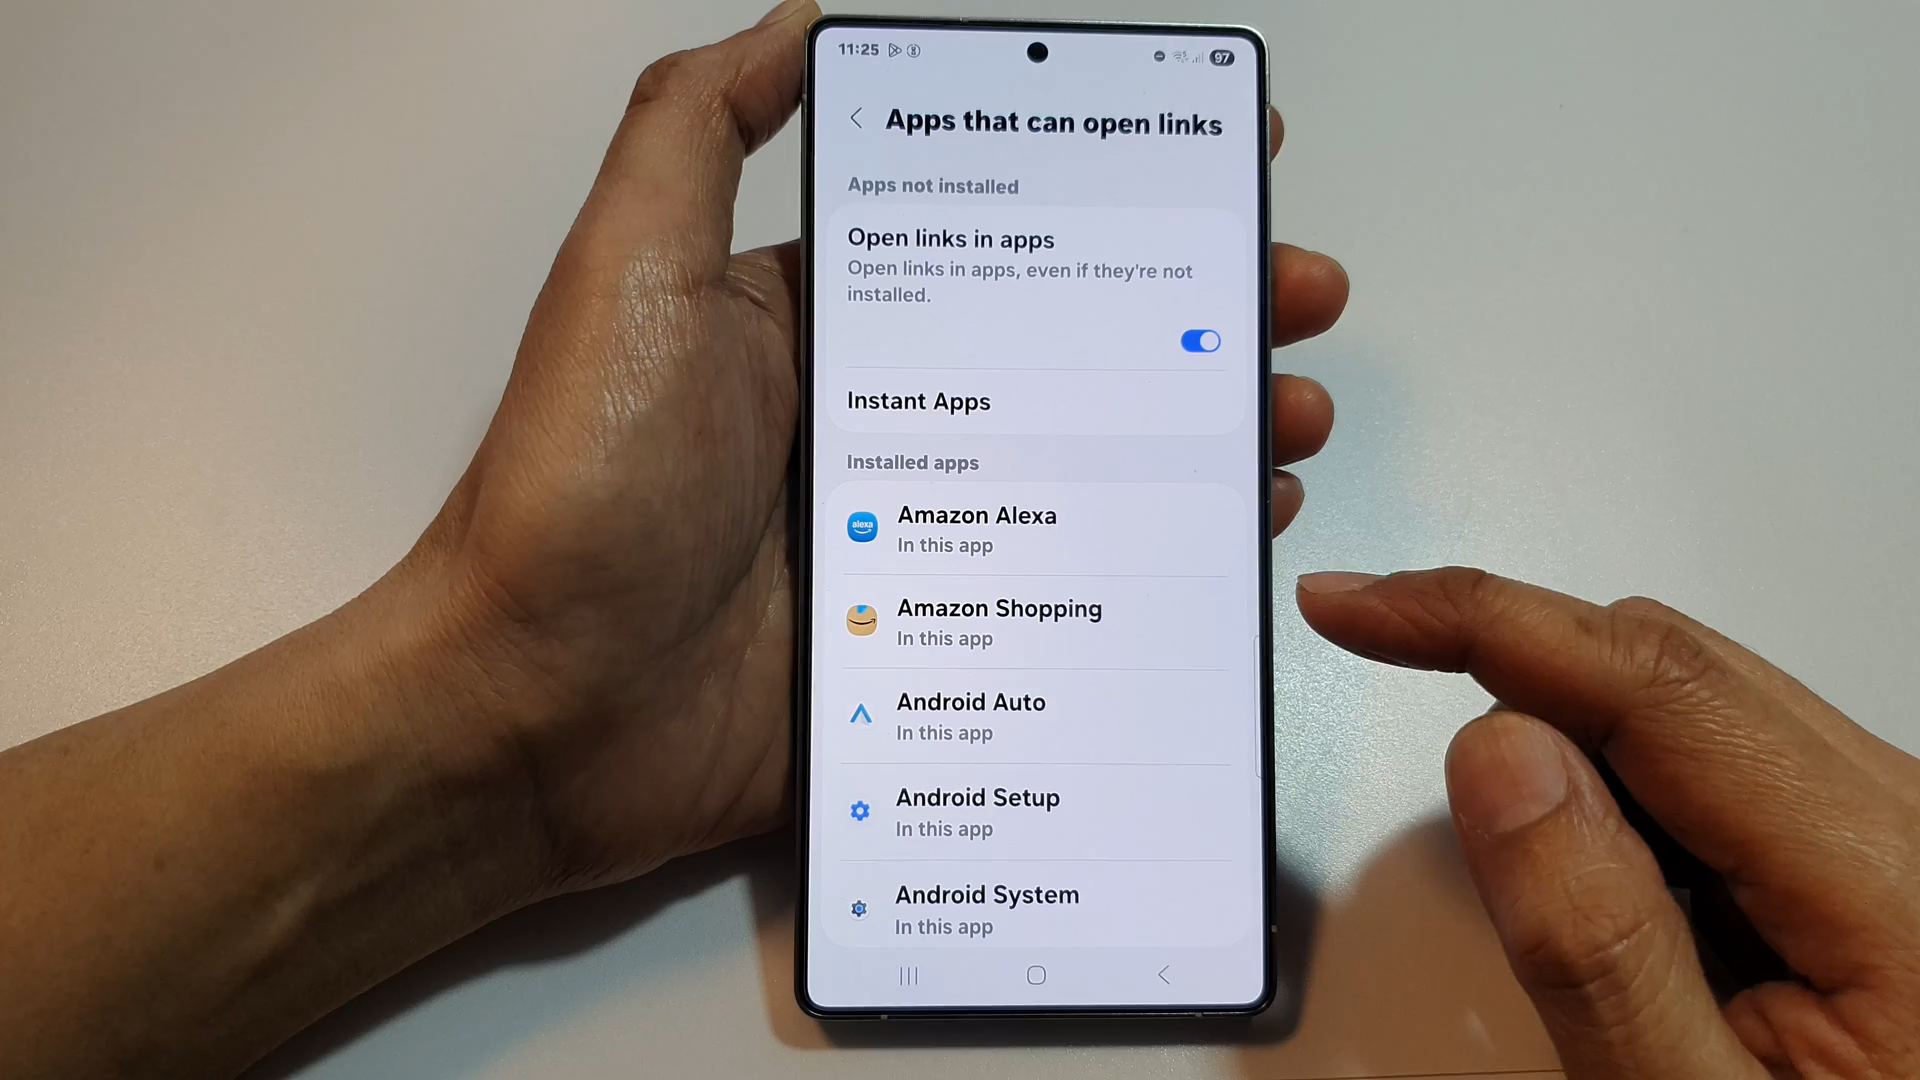 11:25
97
Apps that can open links
Apps not installed
Open links in apps
Open links in apps, even if they're not
installed.
Instant Apps
Installed apps
alexa
Amazon Alexa
In this app
Amazon Shopping
In this app
Android Auto
In this app
Android Setup
In this app
Android System
In this app